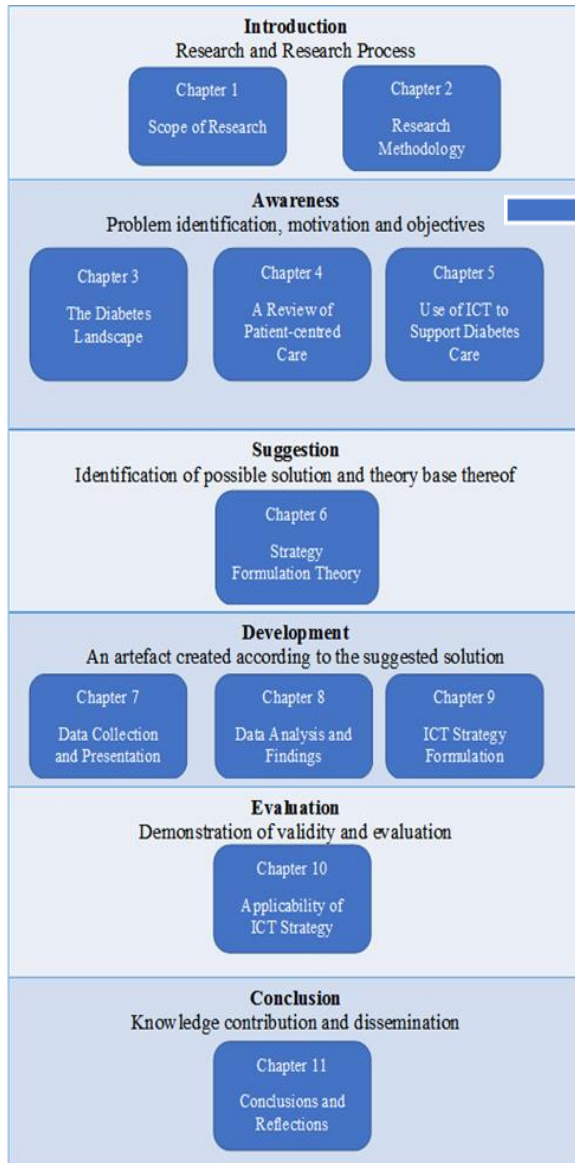 Introduction
Research and Research Process
Chapter 1
Scope of Research
Chapter 2
Research
Methodology
Awareness
Problem identification, motivation and objectives
Chapter 3
The Diabetes
Landscape
Chapter 4
A Review of
Patient-centred
Care
Chapter 5
Use of ICT to
Support Diabetes
Care
Suggestion
Identification of possible solution and theory base thereof
Chapter 6
Strategy
Formulation Theory
Development
An artefact created according to the suggested solution
Chapter 7
Data Collection
and Presentation
Chapter 8
Data Analysis and
Findings
Chapter 9
ICT Strategy
Formulation
Evaluation
Demonstration of validity and evaluation
Chapter 10
Applicability of
ICT Strategy
Conclusion
Knowledge contribution and dissemination
Chapter 11
Conclusions and
Reflections